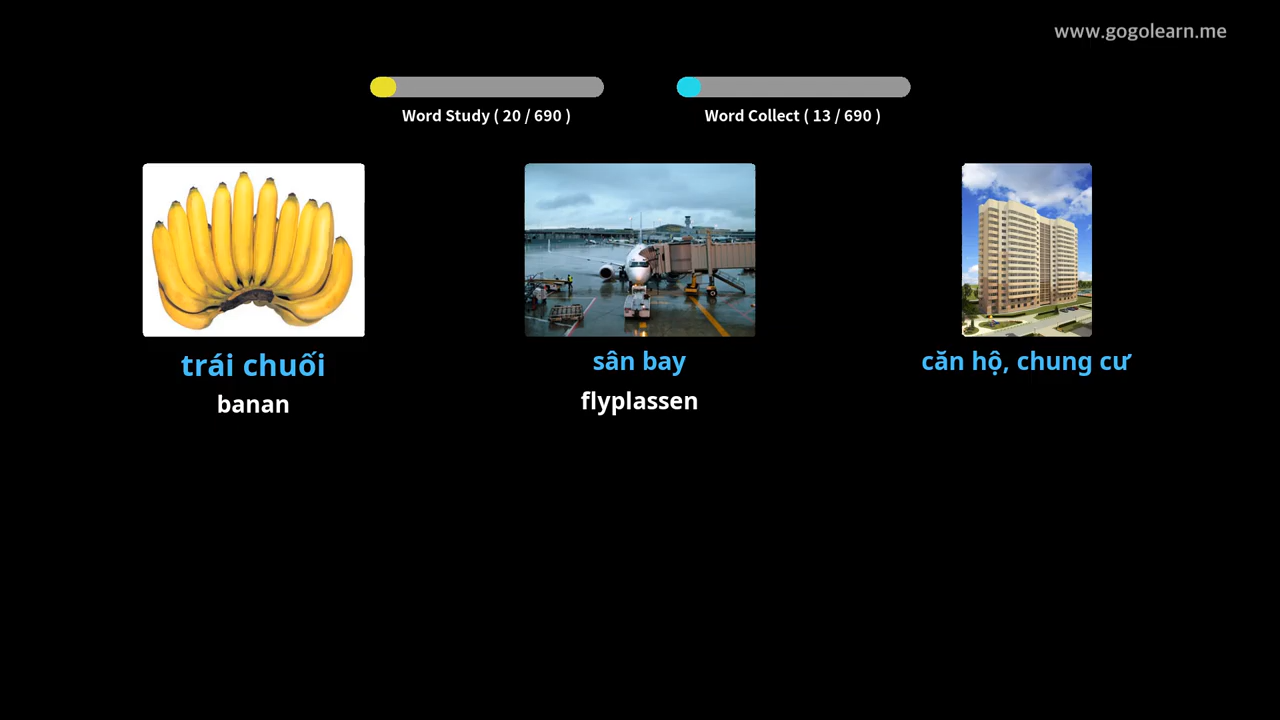 www.gogolearn.me
Word Study ( 20 / 690 )
Word Collect ( 13 / 690 )
trái chuối
banan
sân bay
flyplassen
căn hộ, chung cư